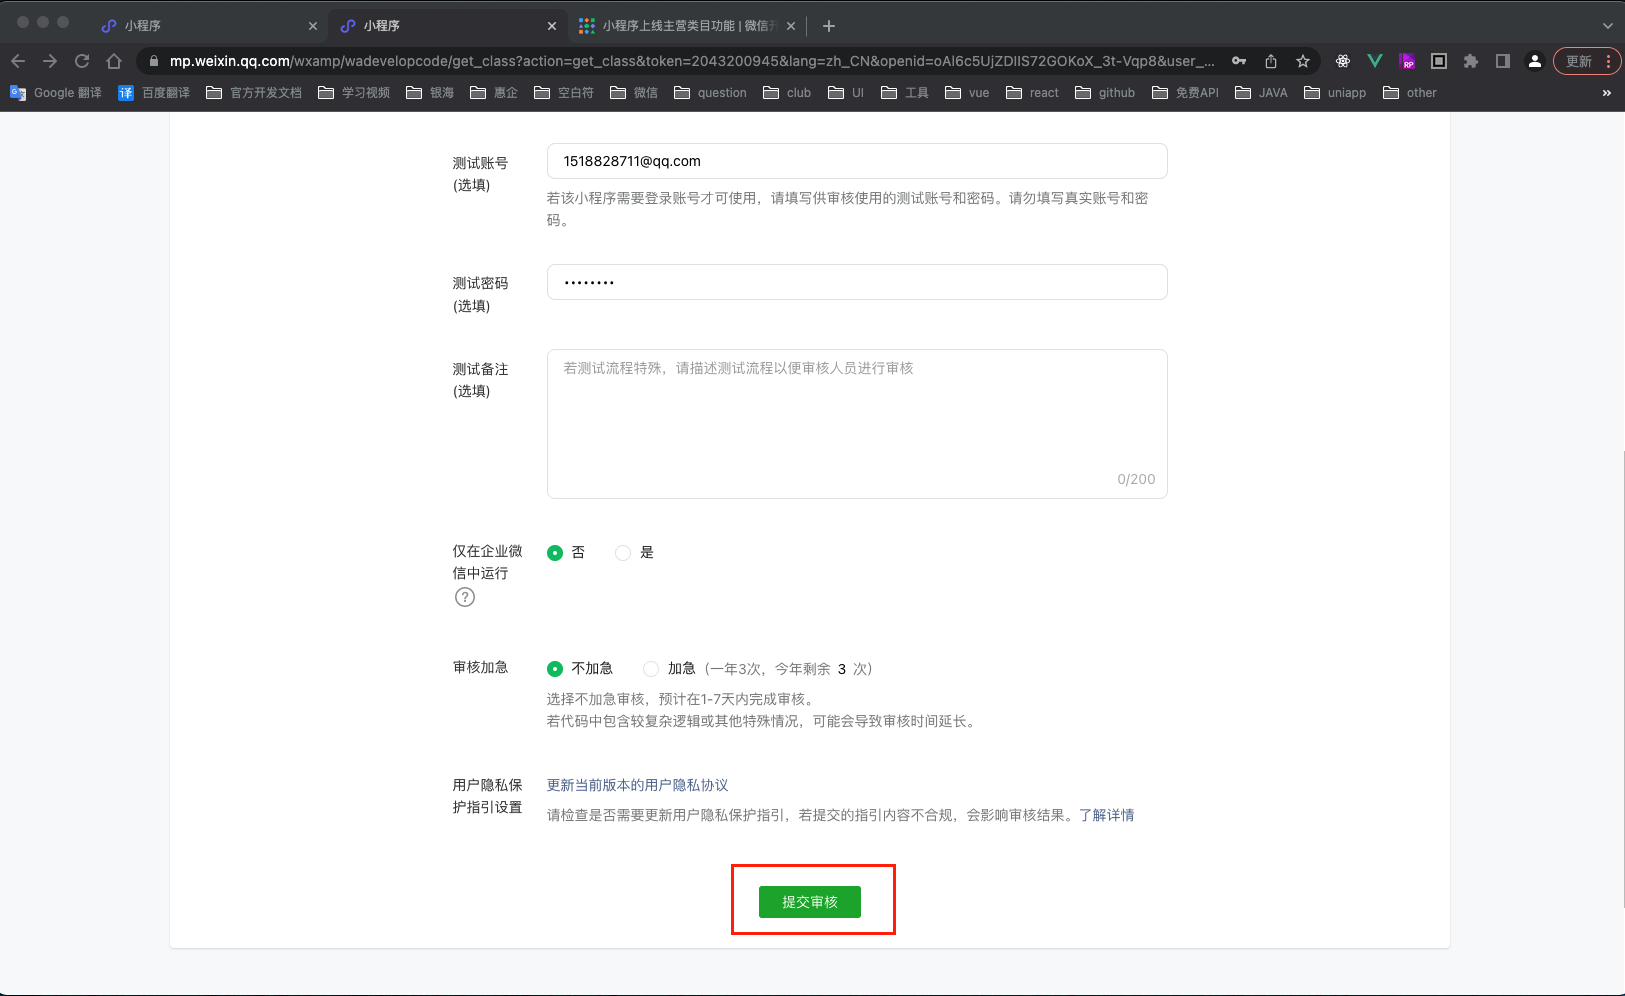 小程序
小程序
小程序上线主营类目功能 | 微信开
mp.weixin.qq.com/wxamp/wadevelopcode/get_class?action=get_class&token=2043200945&lang=zh_CN&openid=oAl6c5UjZDIIS72GOKoX_3t-Vqp8&user_...
更新
Google 翻译
译 百度翻译
官方开发文档
学习视频
银海
惠企
空白符
微信
question
club
UI
工具
vue
react
github
免费API
JAVA
uniapp
other
»
测试账号
(选填)
1518828711@qq.com
若该小程序需要登录账号才可使用，请填写供审核使用的测试账号和密码。请勿填写真实账号和密
码。
测试密码
(选填)
••••••••
测试备注
(选填)
若测试流程特殊，请描述测试流程以便审核人员进行审核
0/200
仅在企业微
信中运行
?
否
是
审核加急
不加急
加急 (一年3次，今年剩余 3 次)
选择不加急审核，预计在1-7天内完成审核。
若代码中包含较复杂逻辑或其他特殊情况，可能会导致审核时间延长。
用户隐私保
护指引设置
更新当前版本的用户隐私协议
请检查是否需要更新用户隐私保护指引，若提交的指引内容不合规，会影响审核结果。了解详情
提交审核